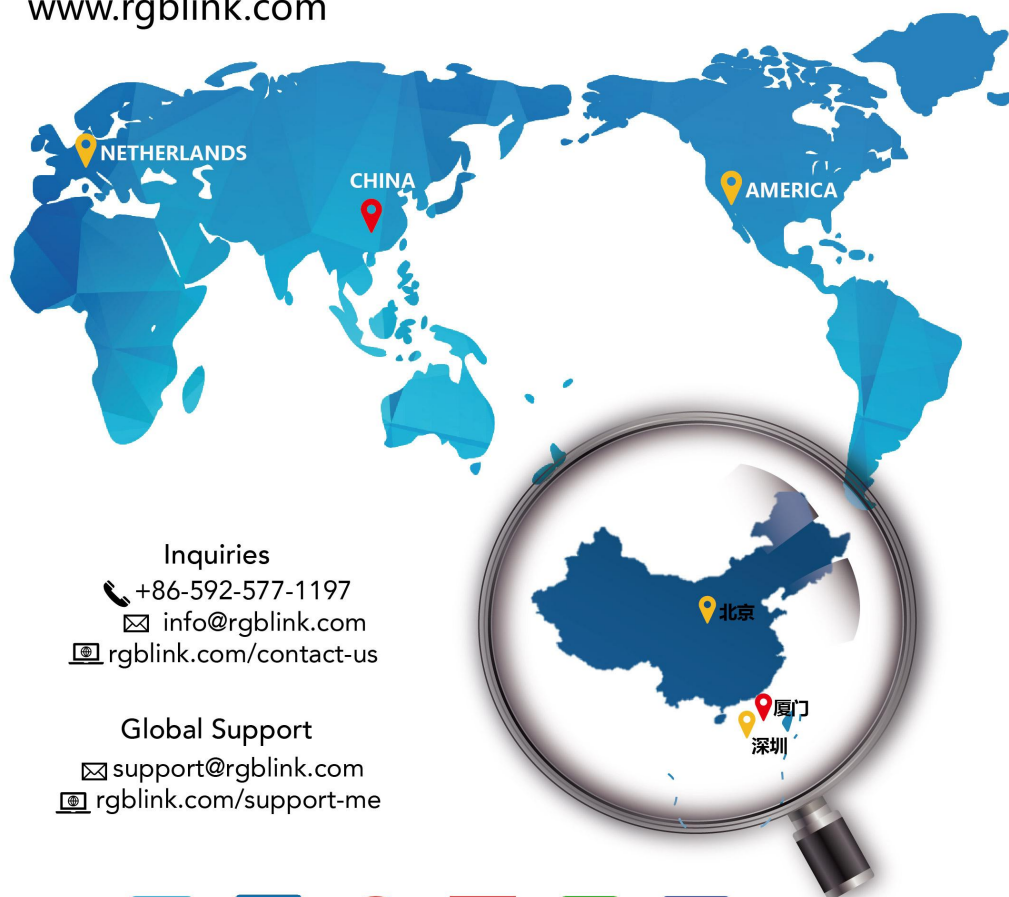 www.rgblink.com
NETHERLANDS
CHINA
AMERICA
Inquiries
+86-592-577-1197
info@rgblink.com
rgblink.com/contact-us
Global Support
support@rgblink.com
rgblink.com/support-me
北京
厦门
深圳